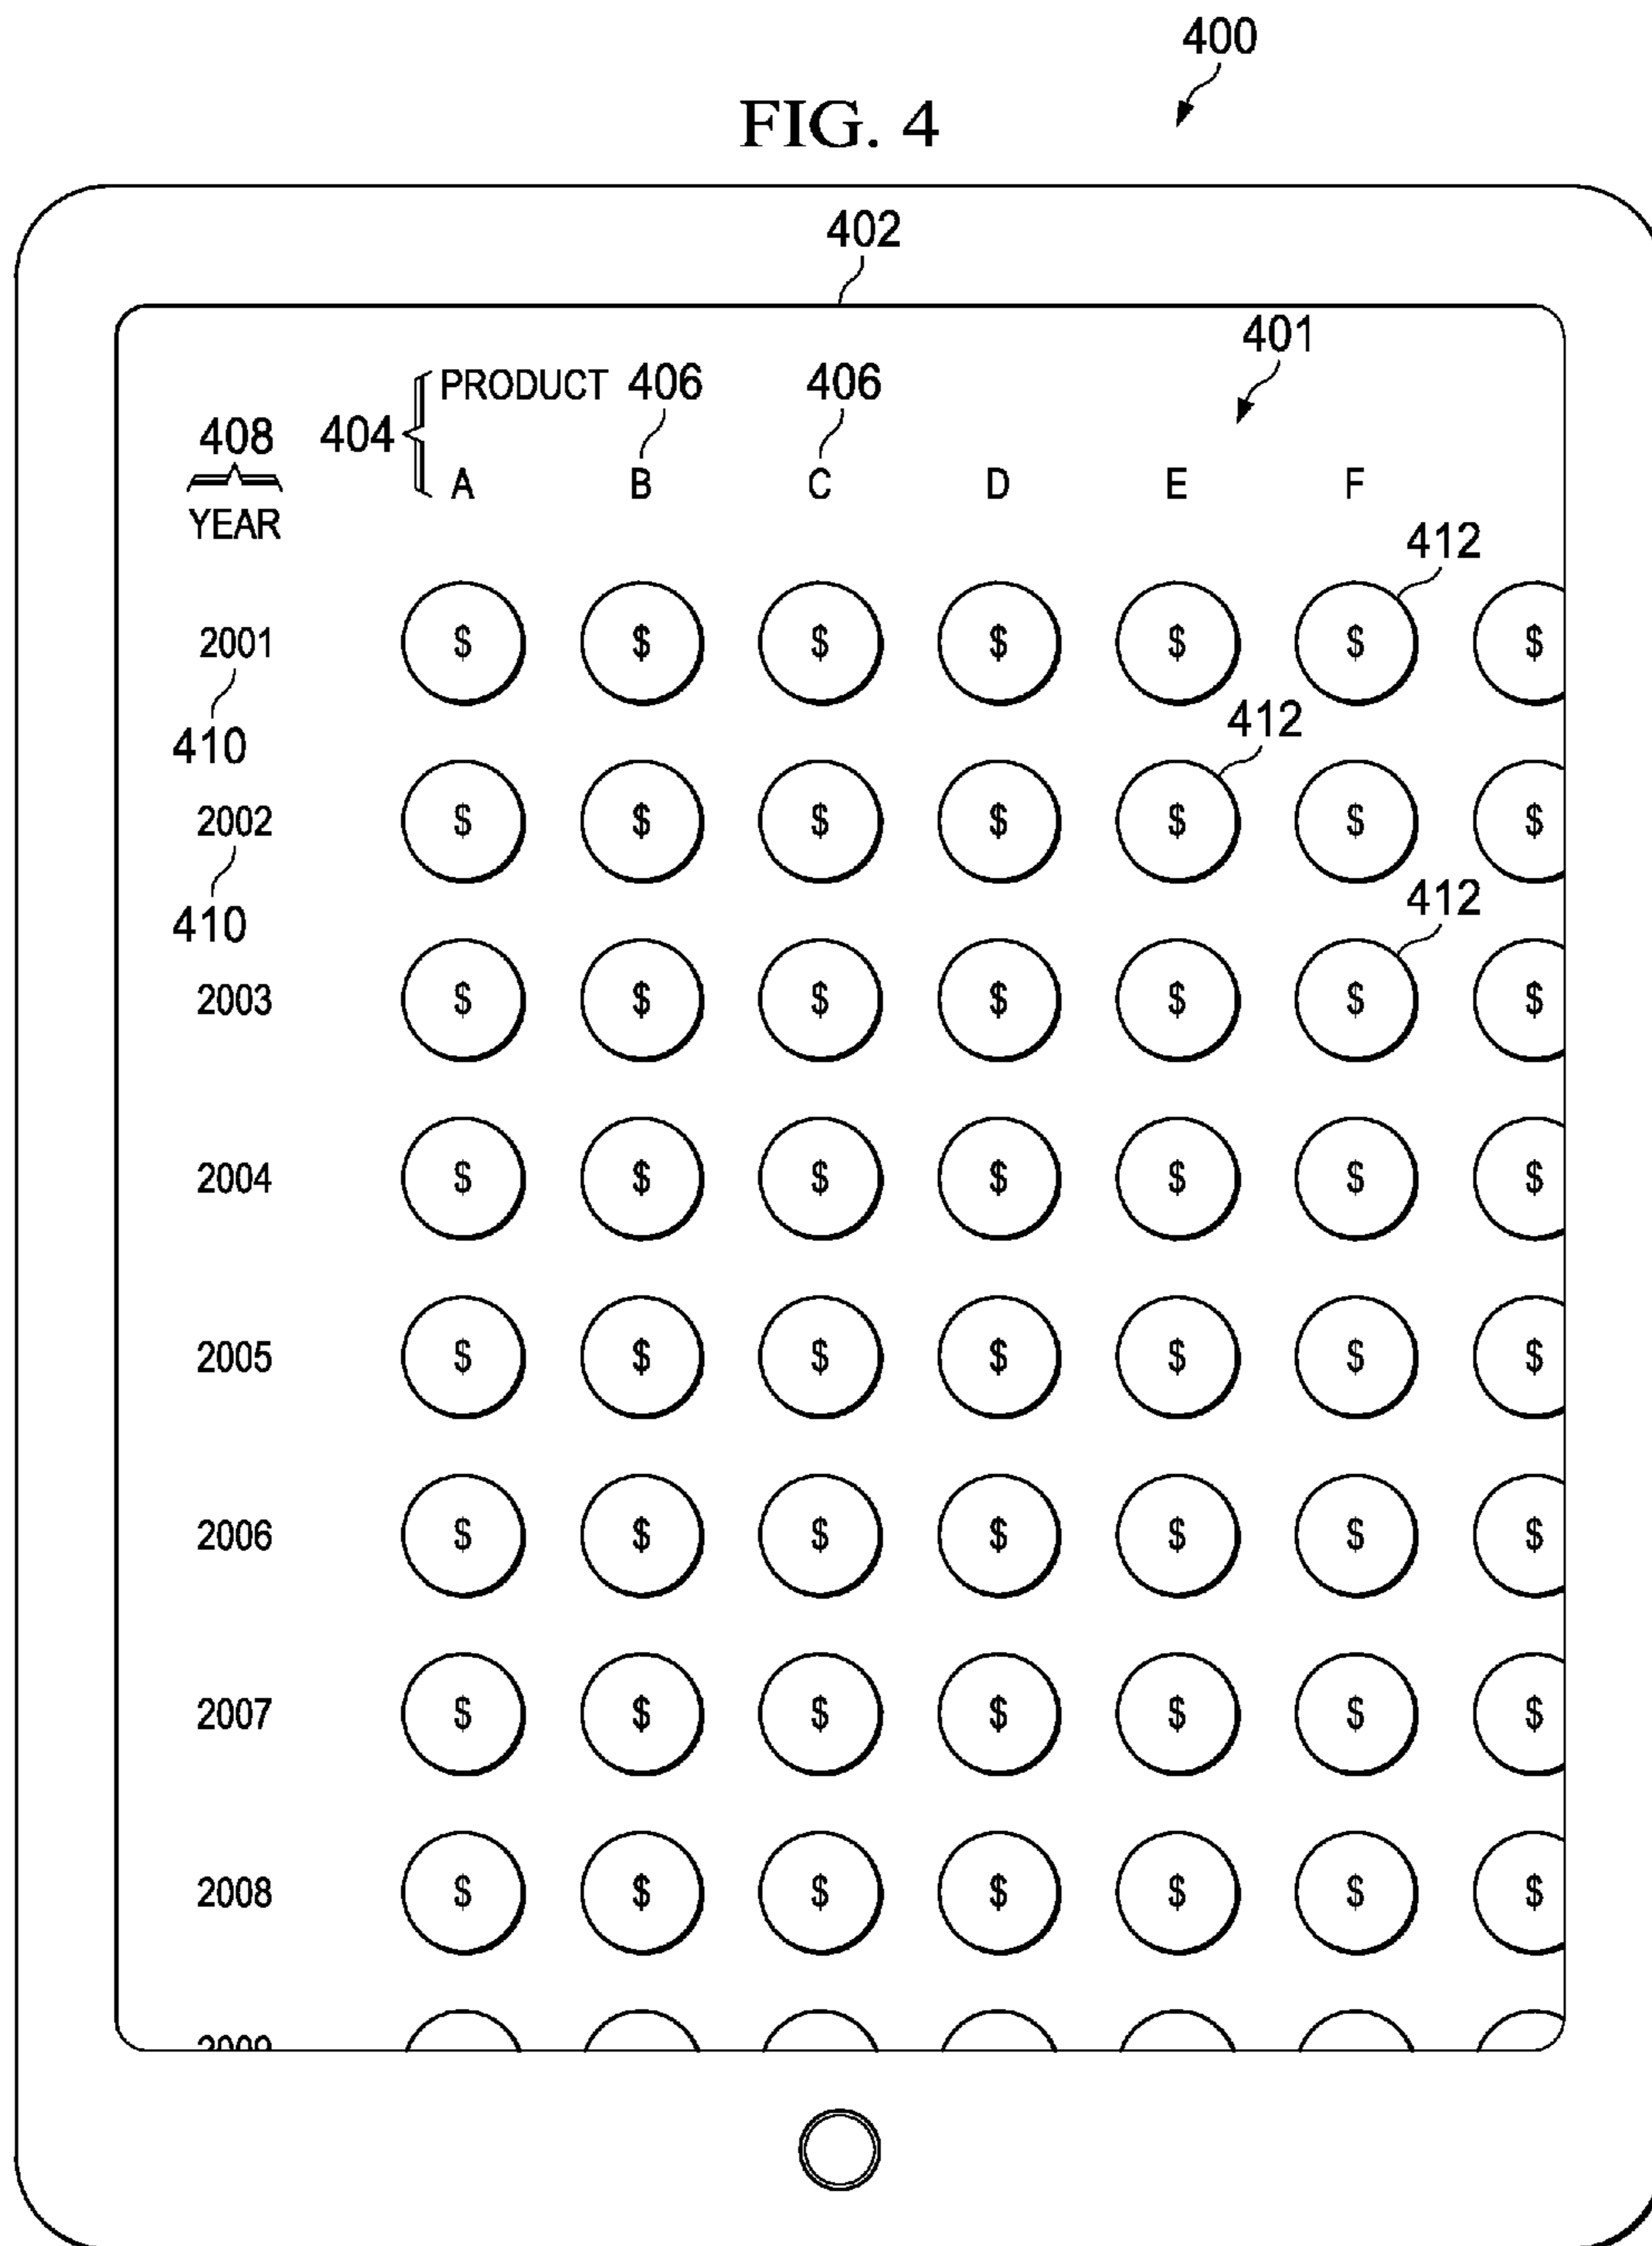 400
FIG. 4
402
401
PRODUCT 406 406
408 404
A B C D E F
YEAR
412
2001 $ $ $ $ $ $ $
410 412
2002 $ $ $ $ $ $ $
410 412
2003 $ $ $ $ $ $ $
2004 $ $ $ $ $ $ $
2005 $ $ $ $ $ $ $
2006 $ $ $ $ $ $ $
2007 $ $ $ $ $ $ $
2008 $ $ $ $ $ $ $
2009